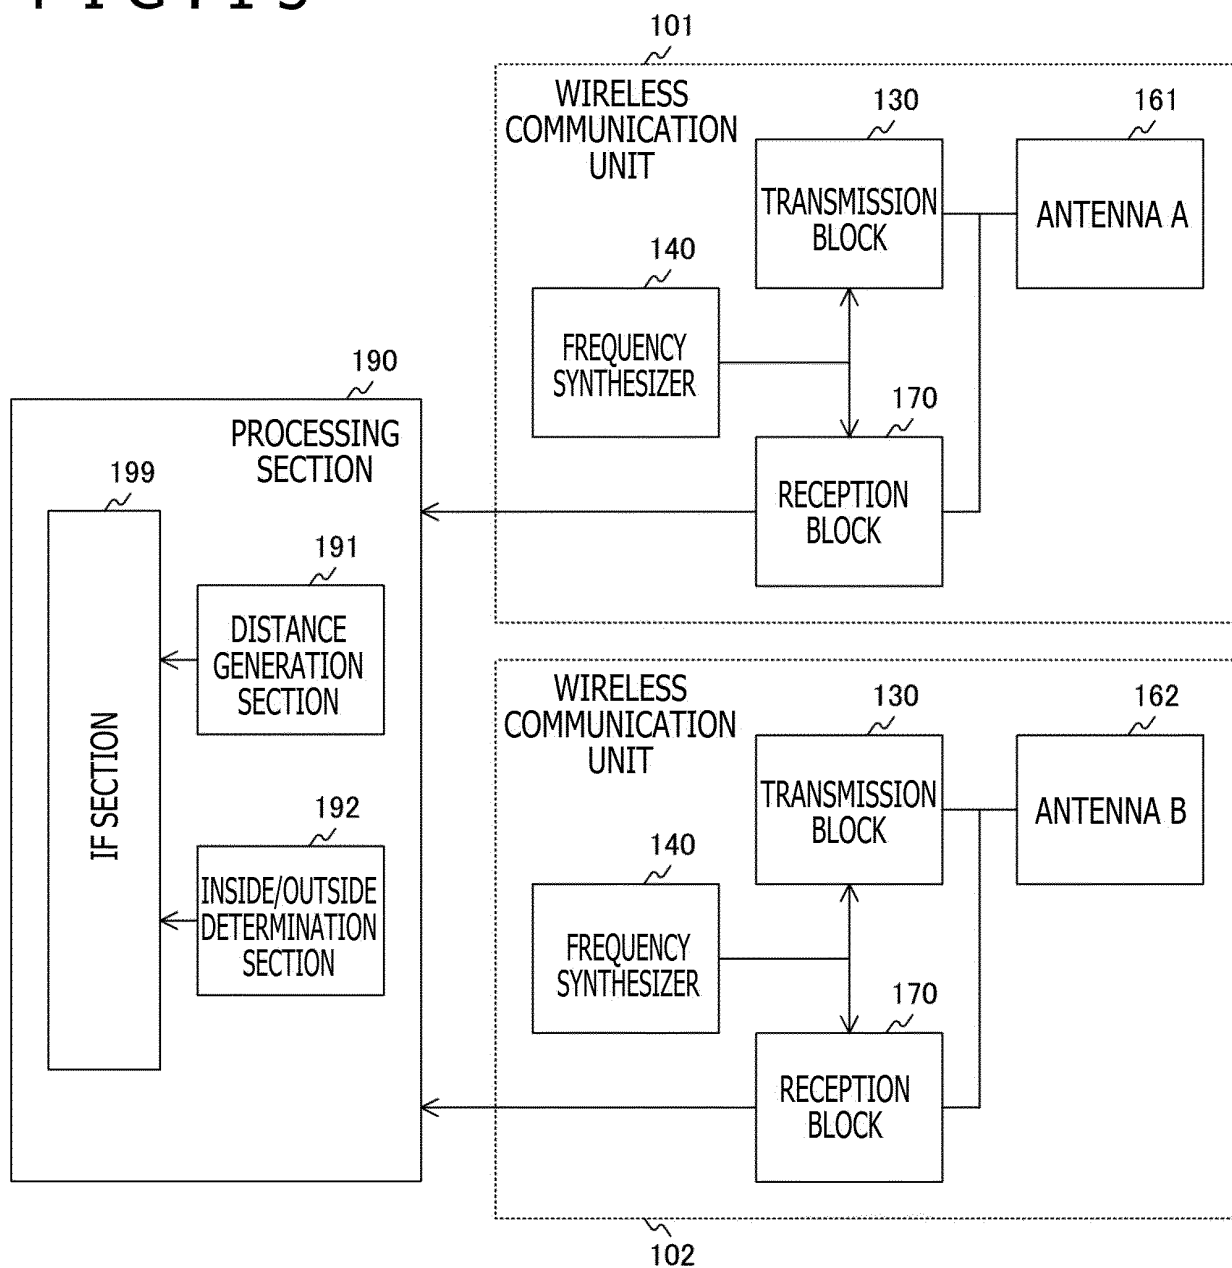 101
WIRELESS
COMMUNICATION
UNIT
130
TRANSMISSION
BLOCK
161
ANTENNA A
140
FREQUENCY
SYNTHESIZER
170
RECEPTION
BLOCK
190
PROCESSING
SECTION
199
IF SECTION
191
DISTANCE
GENERATION
SECTION
192
INSIDE/OUTSIDE
DETERMINATION
SECTION
WIRELESS
COMMUNICATION
UNIT
130
TRANSMISSION
BLOCK
162
ANTENNA B
140
FREQUENCY
SYNTHESIZER
170
RECEPTION
BLOCK
102